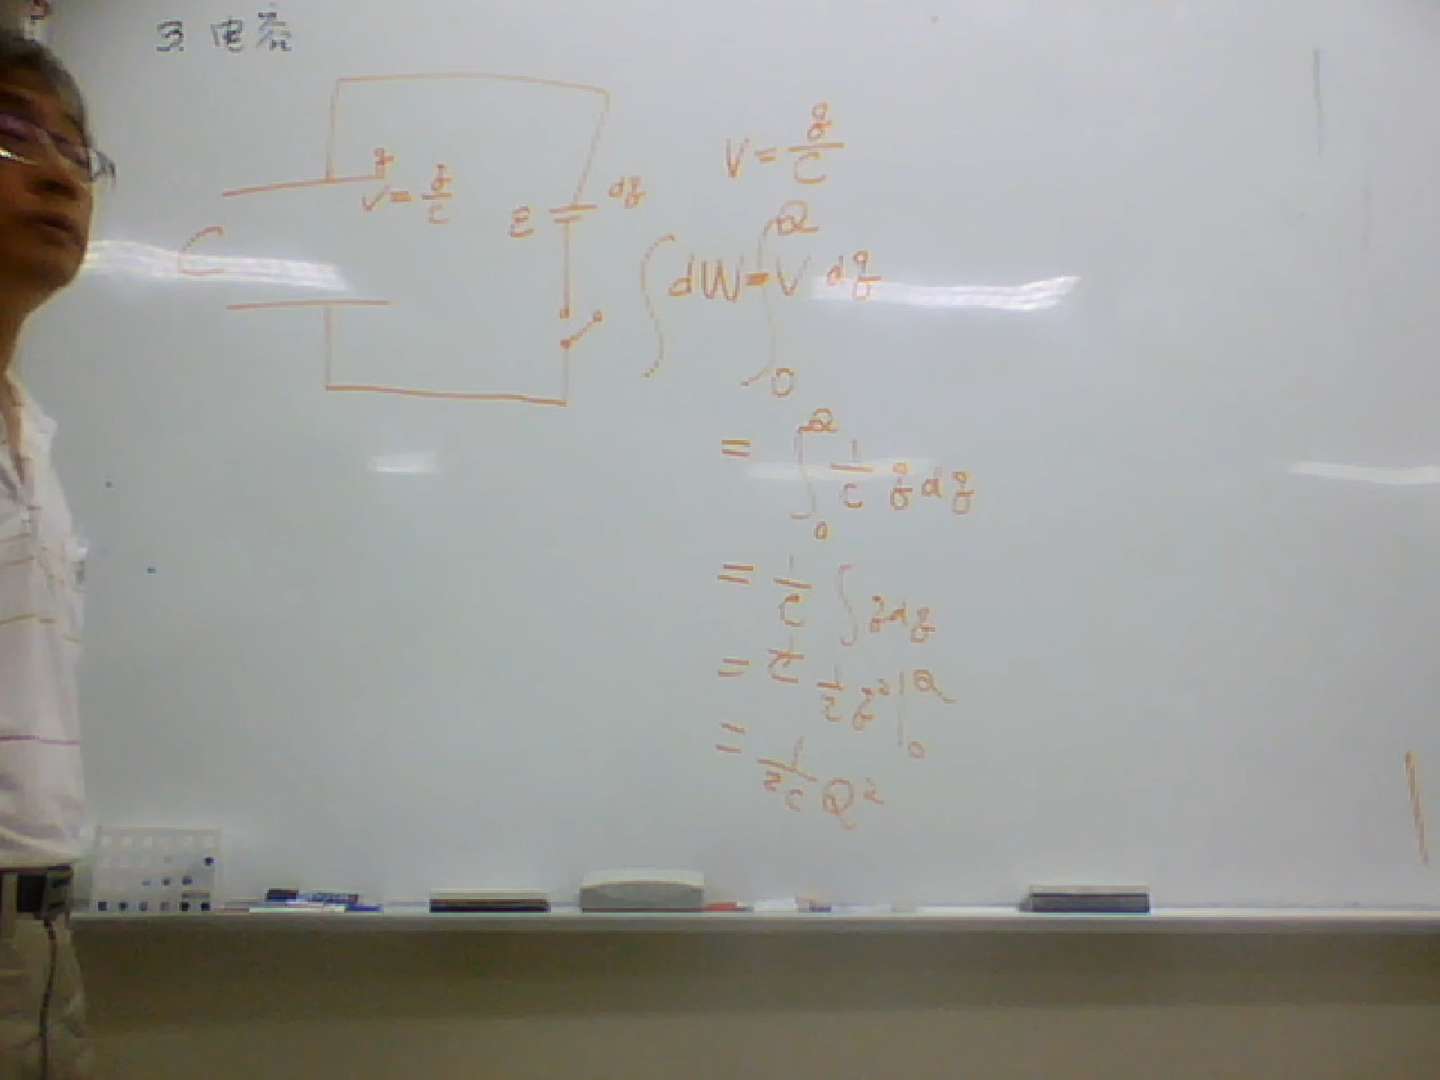 3. 电容
q
V = q/C
C
ε
dq
V = q/C
∫ dW = ∫₀^Q V dq
= ∫₀^Q 1/C q dq
= 1/C ∫ q dq
= 1/C 1/2 q² |₀^Q
= 1/2C Q²